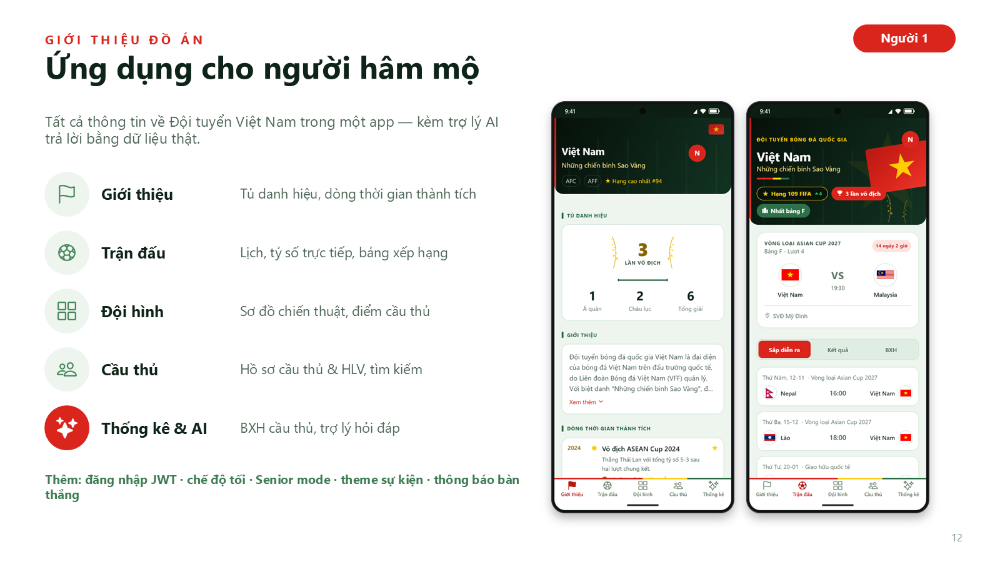 GIỚI THIỆU ĐỒ ÁN
Ứng dụng cho người hâm mộ
Người 1
Tất cả thông tin về Đội tuyển Việt Nam trong một app — kèm trợ lý AI
trả lời bằng dữ liệu thật.
Giới thiệu
Tủ danh hiệu, dòng thời gian thành tích
Trận đấu
Lịch, tỷ số trực tiếp, bảng xếp hạng
Đội hình
Sơ đồ chiến thuật, điểm cầu thủ
Cầu thủ
Hồ sơ cầu thủ & HLV, tìm kiếm
Thống kê & AI
BXH cầu thủ, trợ lý hỏi đáp
Thêm: đăng nhập JWT · chế độ tối · Senior mode · theme sự kiện · thông báo bàn
thắng
9:41
Việt Nam
N
Những chiến binh Sao Vàng
AFC AFF ★ Hạng cao nhất #94
TỦ DANH HIỆU
3
LẦN VÔ ĐỊCH
1 2 6
Á quân Châu lục Tổng giải
GIỚI THIỆU
Đội tuyển bóng đá quốc gia Việt Nam là đại diện
của bóng đá Việt Nam trên đấu trường quốc tế,
do Liên đoàn Bóng đá Việt Nam (VFF) quản lý.
Với biệt danh "Những chiến binh Sao Vàng", đ...
Xem thêm
DÒNG THỜI GIAN THÀNH TÍCH
2024 Vô địch ASEAN Cup 2024
Thắng Thái Lan với tổng tỷ số 5-3 sau
hai lượt chung kết.
Giới thiệu Trận đấu Đội hình Cầu thủ Thống kê
9:41
ĐỘI TUYỂN BÓNG ĐÁ QUỐC GIA
N
Việt Nam
Những chiến binh Sao Vàng
★ Hạng 109 FIFA ▲4 3 lần vô địch
Nhất bảng F
VÒNG LOẠI ASIAN CUP 2027
Bảng F - Lượt 4
14 ngày 2 giờ
VS
19:30
Việt Nam Malaysia
SVĐ Mỹ Đình
Sắp diễn ra Kết quả BXH
Thứ Năm, 12-11 · Vòng loại Asian Cup 2027
Nepal 16:00 Việt Nam
Thứ Ba, 15-12 · Vòng loại Asian Cup 2027
Lào 18:00 Việt Nam
Thứ Tư, 20-01 · Giao hữu quốc tế
Giới thiệu Trận đấu Đội hình Cầu thủ Thống kê
12